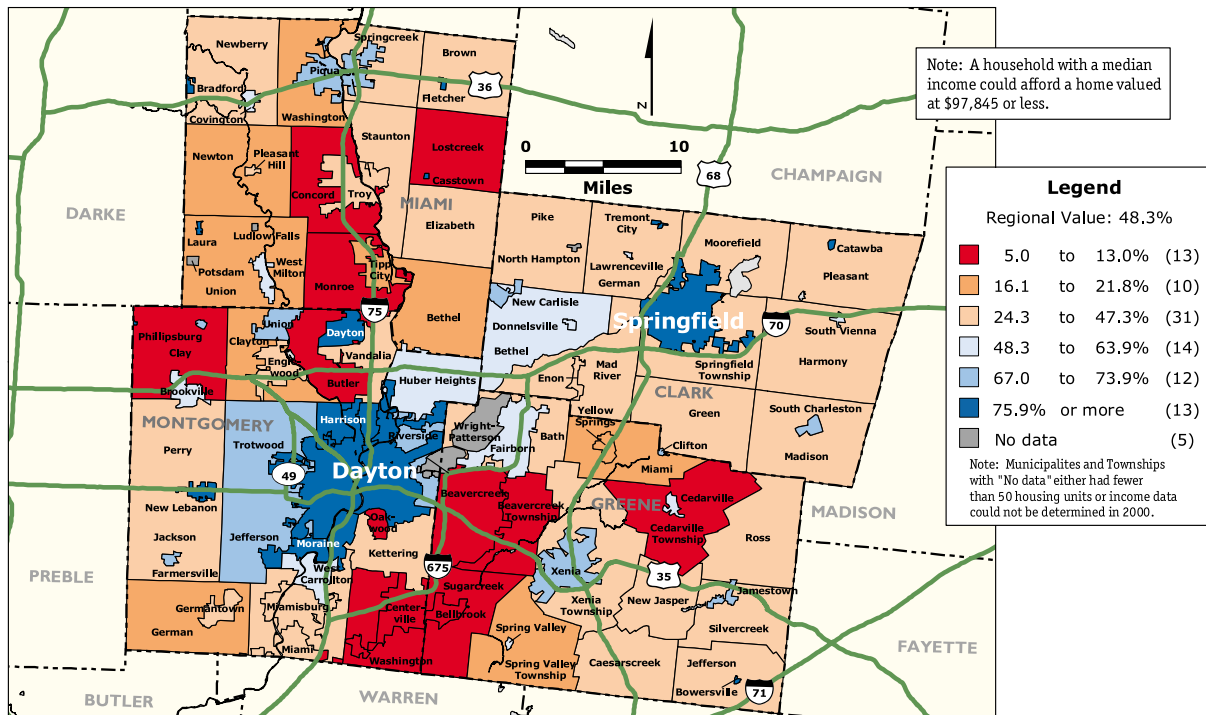 Newberry
Springcreek
Brown
Piqua
Bradford
36
Fletcher
Covington
Washington
Staunton
Lostcreek
Newton
Pleasant
Hill
Casstown
Concord
Troy
MIAMI
DARKE
Elizabeth
Laura
Ludlow Falls
Potsdam
West
Milton
Union
Tipp
City
Monroe
Bethel
75
N
0
10
Miles
68
CHAMPAIGN
Pike
Tremont
City
Moorefield
Catawba
North Hampton
Lawrenceville
German
Pleasant
New Carlisle
Donnelsville
Springfield
70
South Vienna
Bethel
Harmony
Springfield
Township
Mad
River
Enon
CLARK
Green
South Charleston
Madison
Phillipsburg
Clay
Union
Clayton
Dayton
Vandalia
Engle-
wood
Butler
Brookville
Huber Heights
MONTGOMERY
Harrison
Trotwood
Riverside
Wright-
Patterson
Fairborn
Bath
Yellow
Springs
Clifton
Miami
Perry
49
Dayton
Beavercreek
Beavercreek
Township
GREENE
Cedarville
Cedarville
Township
MADISON
Ross
New Lebanon
Oak-
wood
Jackson
Jefferson
Moraine
Kettering
Farmersville
West
Carrollton
675
Xenia
35
PREBLE
Germantown
German
Miamisburg
Miami
Center-
ville
Washington
Sugarcreek
Bellbrook
Xenia
Township
New Jasper
Jamestown
Silvercreek
Spring Valley
Spring Valley
Township
Caesarscreek
Jefferson
Bowersville
71
FAYETTE
BUTLER
WARREN
Note: A household with a median
income could afford a home valued
at $97,845 or less.
Legend
Regional Value: 48.3%
5.0 to 13.0% (13)
16.1 to 21.8% (10)
24.3 to 47.3% (31)
48.3 to 63.9% (14)
67.0 to 73.9% (12)
75.9% or more (13)
No data (5)
Note: Municipalites and Townships
with "No data" either had fewer
than 50 housing units or income data
could not be determined in 2000.